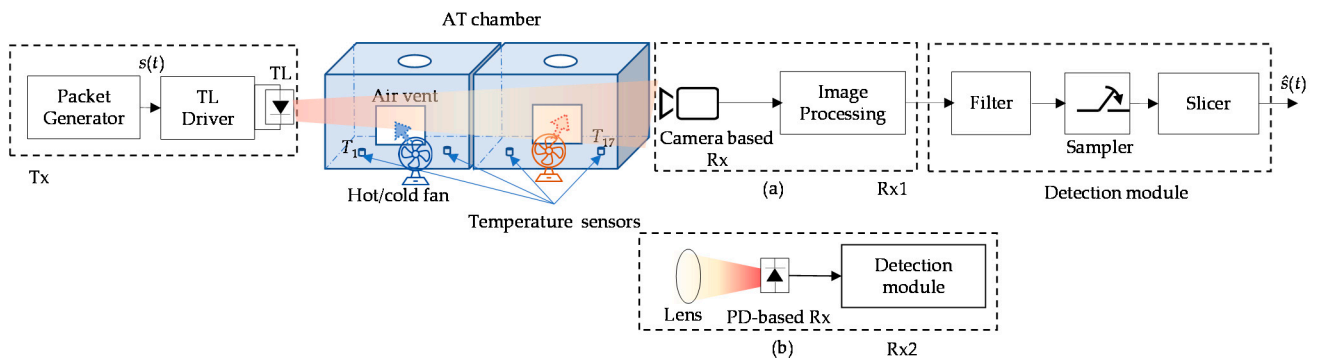 AT chamber
s(t)
TL
Packet
Generator
TL
Driver
Air vent
T1
T17
Hot/cold fan
Temperature sensors
Tx
Camera based
Rx
Image
Processing
(a)
Rx1
Filter
Sampler
Slicer
ŝ(t)
Detection module
Lens
PD-based Rx
Detection
module
(b)
Rx2